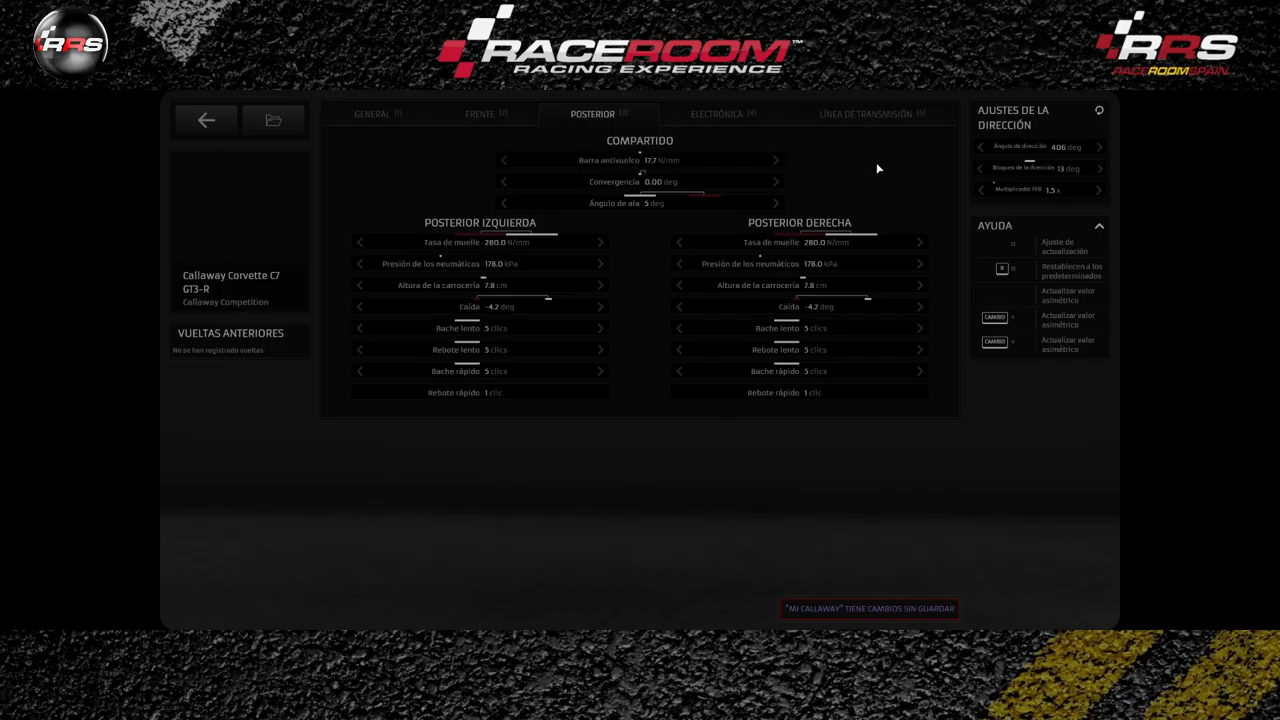 RRS
RACEROOM™
RACING EXPERIENCE
RRS
RACEROOMSPAIN
GENERAL [1]
FRENTE [2]
POSTERIOR [3]
ELECTRÓNICA [4]
LÍNEA DE TRANSMISIÓN [5]
COMPARTIDO
Barra antivuelco 17.7 N/mm
Convergencia 0.00 deg
Ángulo de ala 5 deg
POSTERIOR IZQUIERDA
Tasa de muelle 280.0 N/mm
Presión de los neumáticos 178.0 kPa
Altura de la carrocería 7.8 cm
Caída -4.2 deg
Bache lento 5 clics
Rebote lento 5 clics
Bache rápido 5 clics
Rebote rápido 1 clic
POSTERIOR DERECHA
Tasa de muelle 280.0 N/mm
Presión de los neumáticos 178.0 kPa
Altura de la carrocería 7.8 cm
Caída -4.2 deg
Bache lento 5 clics
Rebote lento 5 clics
Bache rápido 5 clics
Rebote rápido 1 clic
Callaway Corvette C7
GT3-R
Callaway Competition
VUELTAS ANTERIORES
No se han registrado vueltas
AJUSTES DE LA
DIRECCIÓN
Ángulo de dirección 406 deg
Bloqueo de la dirección 13 deg
Multiplicador FFB 1.5 x
AYUDA
Ajuste de
actualización
Restablecen a los
predeterminados
Actualizar valor
asimétrico
CAMBIO +
Actualizar valor
asimétrico
CAMBIO +
Actualizar valor
asimétrico
"MI CALLAWAY" TIENE CAMBIOS SIN GUARDAR